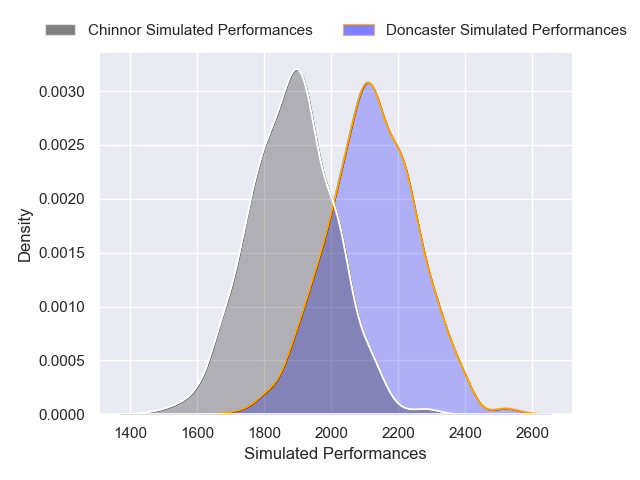 Chinnor Simulated Performances Doncaster Simulated Performances
0.0030
0.0025
0.0020
0.0015
0.0010
0.0005
0.0000
Density
1400 1600 1800 2000 2200 2400 2600
Simulated Performances